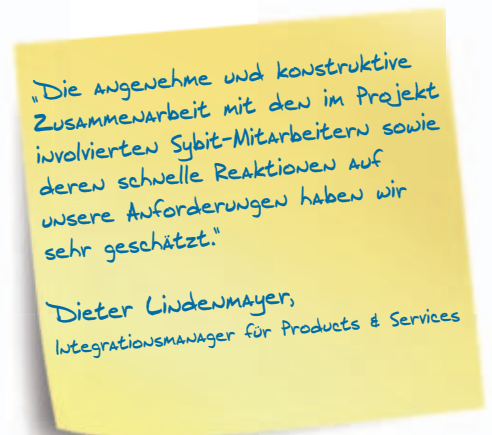 „Die angenehme und konstruktive
Zusammenarbeit mit den im Projekt
involvierten Sybit-Mitarbeitern sowie
deren schnelle Reaktionen auf
unsere Anforderungen haben wir
sehr geschätzt."
Dieter Lindenmayer,
Integrationsmanager für Products & Services